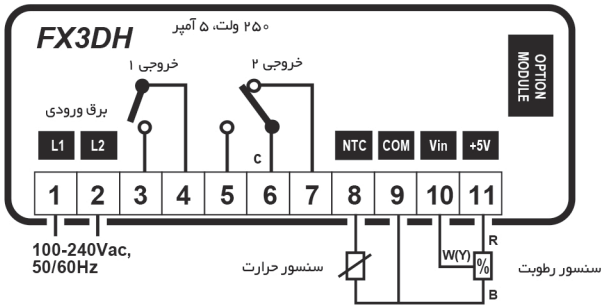 FX3DH
۲۵۰ ولت، ۵ آمپر
OPTION
MODULE
خروجی ۱
خروجی ۲
برق ورودی
L1 L2
C
NTC COM Vin +5V
1 2 3 4 5 6 7 8 9 10 11
100-240Vac,
50/60Hz
سنسور حرارت
W(Y)
R
%
B
سنسور رطوبت